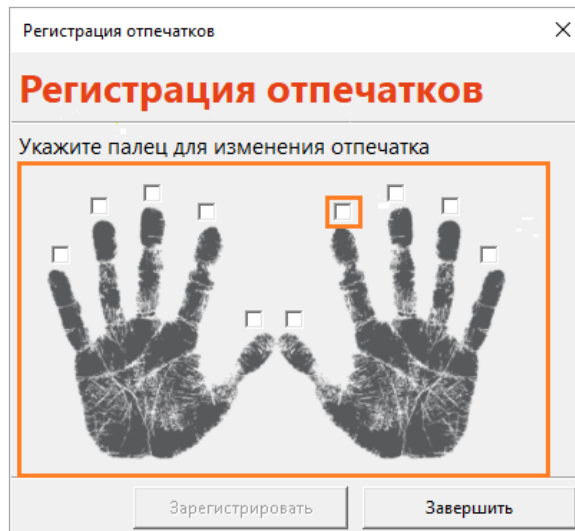 Регистрация отпечатков
Регистрация отпечатков
Укажите палец для изменения отпечатка
Зарегистрировать
Завершить